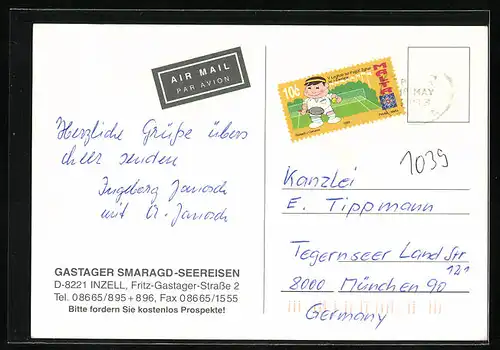 AIR MAIL
PAR AVION
Herzliche Grüße übers
Meer senden
Ingeborg Janosch
mit A. Janosch
GASTAGER SMARAGD-SEEREISEN
D-8221 INZELL, Fritz-Gastager-Straße 2
Tel. 08665/895 + 896, Fax 08665/1555
Bitte fordern Sie kostenlos Prospekte!
10c
MALTA
MAY
1039
Kanzlei
E. Tippmann
Tegernseer Land Str
121
8000 München 90
Germany